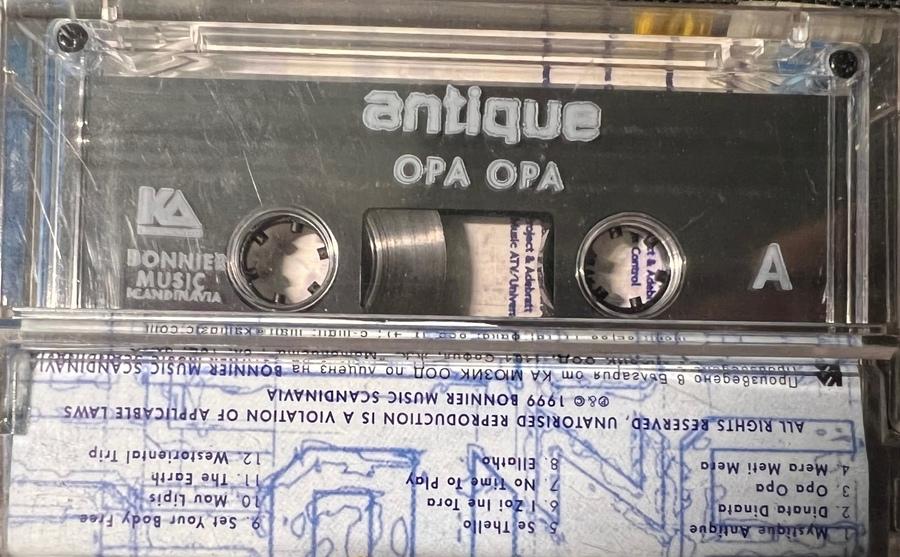 antique
OPA OPA
KA
BONNIER
MUSIC
SCANDINAVIA
A
Mystique Antique
2. Dinata Dinata
3. Opa Opa
4. Mera Meti Mera
5. Se Thelo
6. I Zoi Ine Tora
7. No Time To Play
8. Ellatho
9. Set Your Body Free
10. Mou Lipis
11. The Earth
12. Westoriental Trip
ALL RIGHTS RESERVED, UNATORISED REPRODUCTION IS A VIOLATION OF APPLICABLE LAWS
℗&© 1999 BONNIER MUSIC SCANDINAVIA
Произведено в България от КА МЮЗИК ООД по лиценз на BONNIER MUSIC SCANDINAVIA